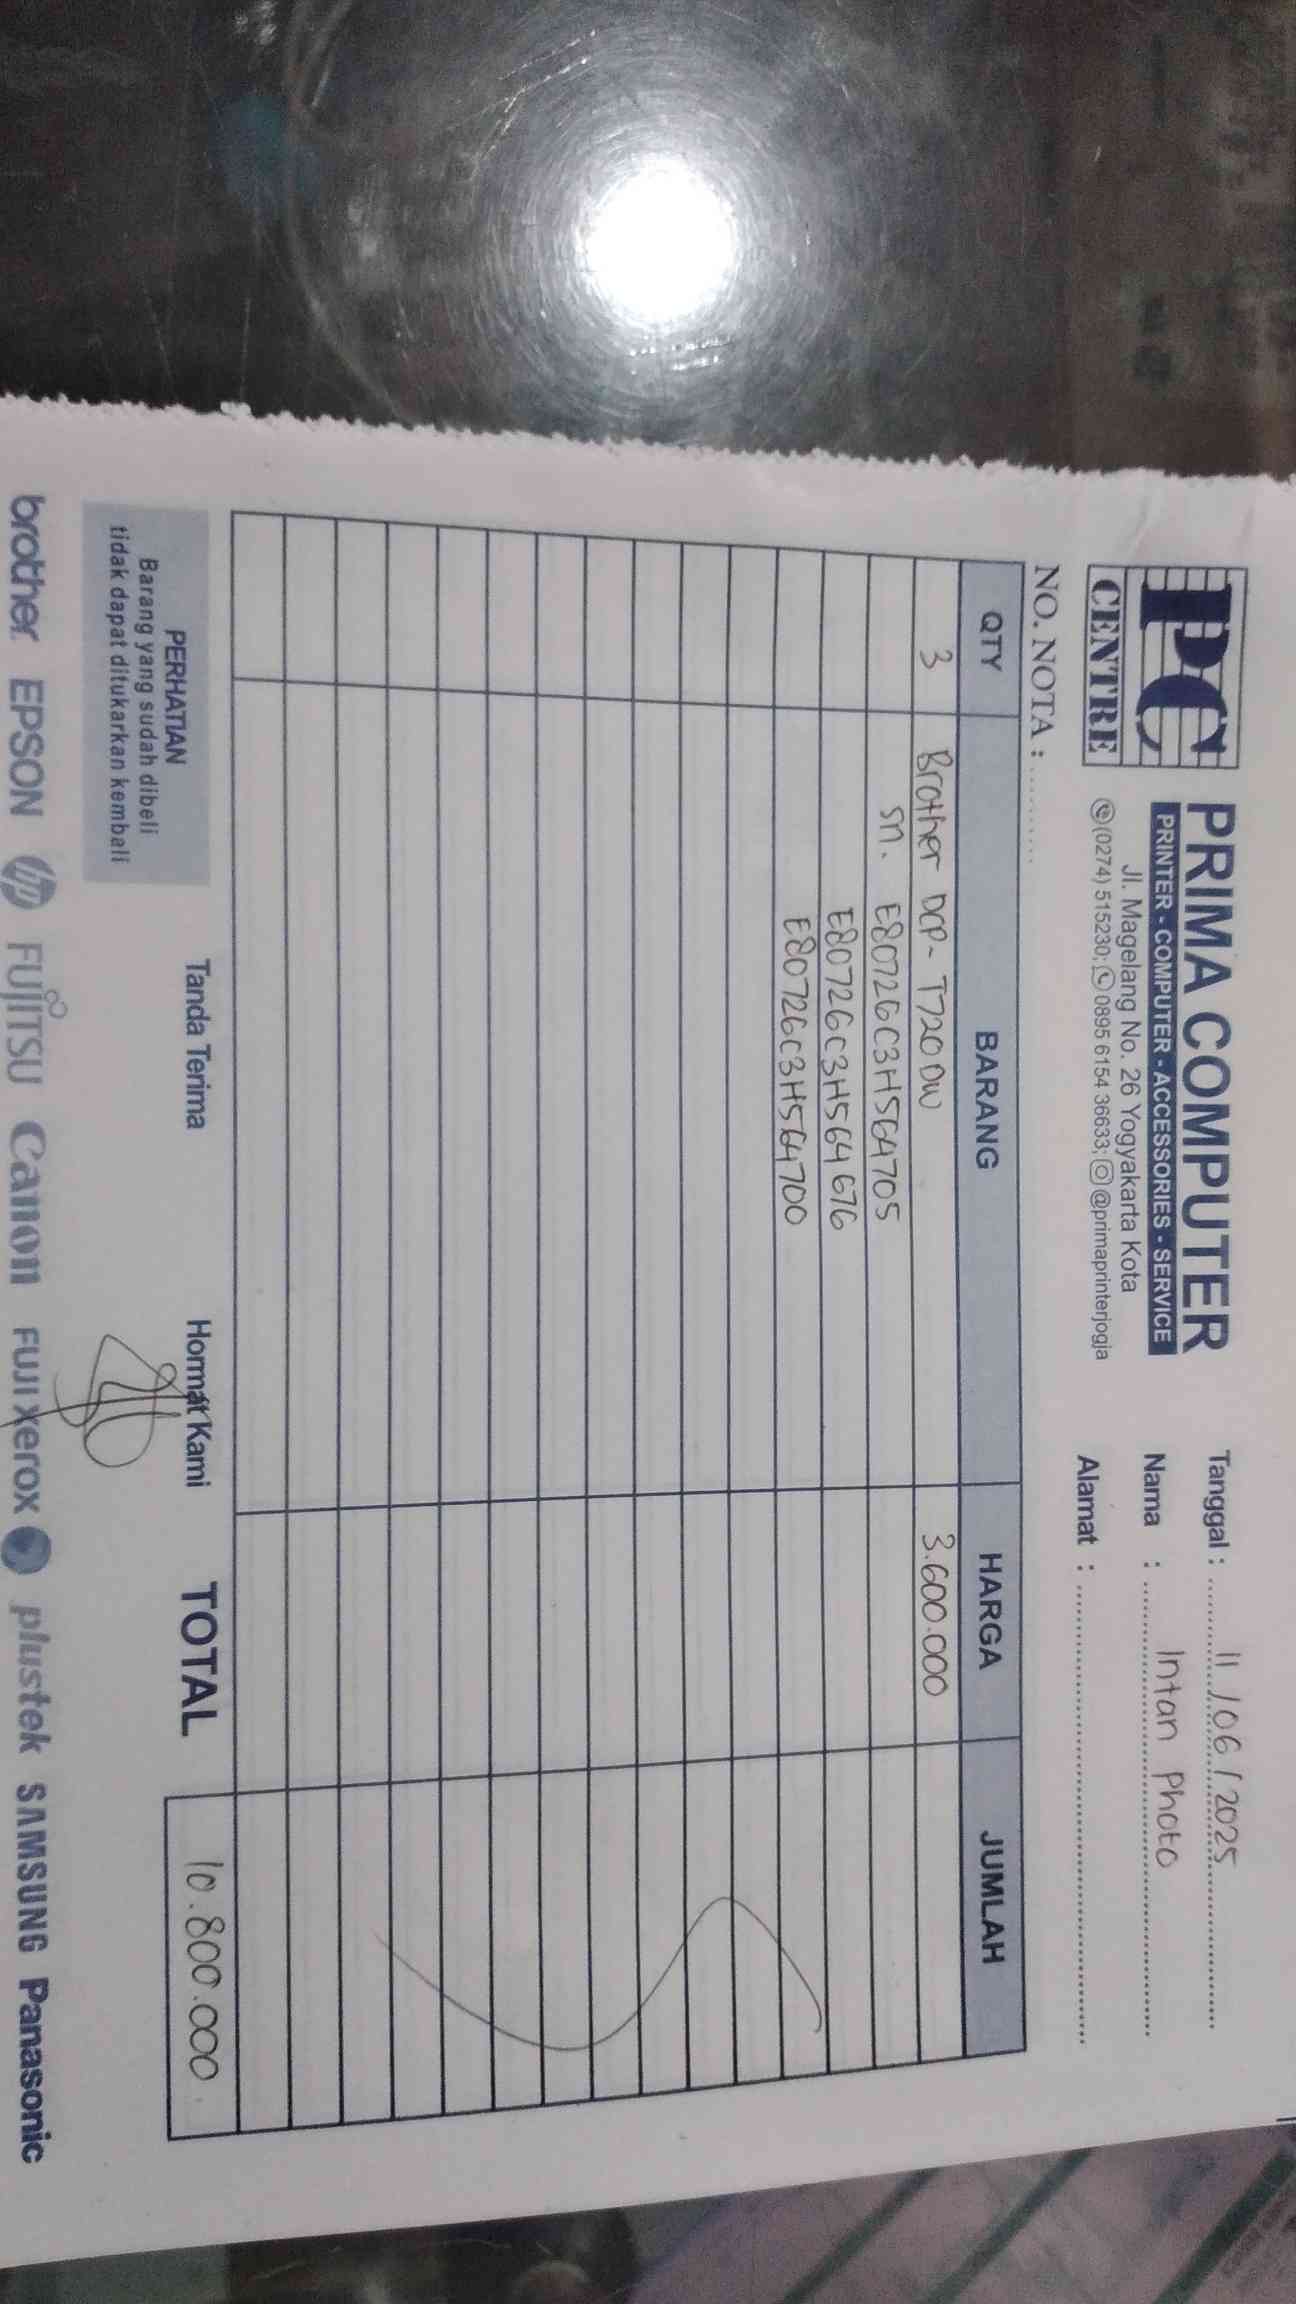 PC
CENTRE
PRIMA COMPUTER
PRINTER - COMPUTER - ACCESSORIES - SERVICE
Jl. Magelang No. 26 Yogyakarta Kota
(0274) 515230; 0895 6154 36633; @primaprinterjogja
Tanggal : 11/06/2025
Nama : Intan Photo
Alamat :
NO. NOTA :
QTY BARANG HARGA JUMLAH
3 Brother DCP-T720DW 3.600.000
sn. E80726C3H564705
E80726C3H564676
E80726C3H564700
PERHATIAN
Barang yang sudah dibeli
tidak dapat ditukarkan kembali
Tanda Terima
Hormat Kami
TOTAL 10.800.000
brother EPSON hp FUJITSU Canon FUJI xerox plustek SAMSUNG Panasonic